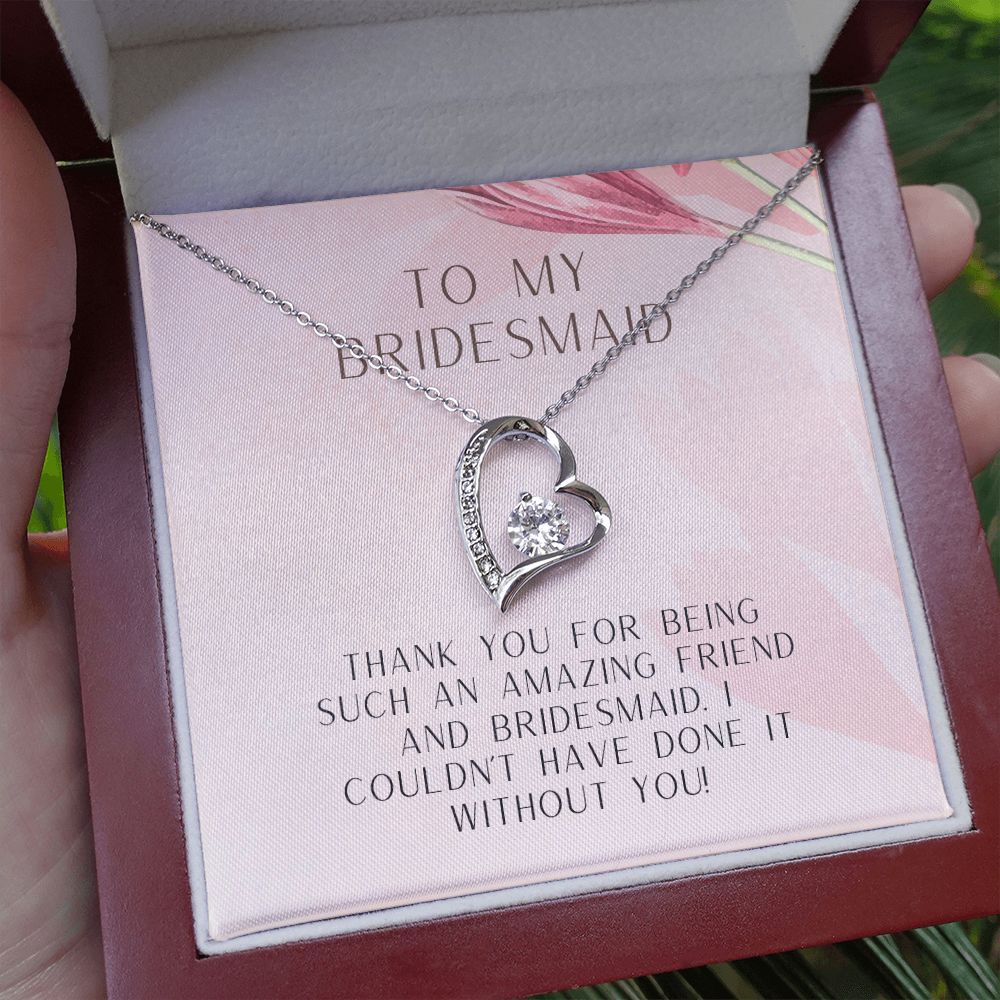 TO MY
BRIDESMAID
THANK YOU FOR BEING
SUCH AN AMAZING FRIEND
AND BRIDESMAID. I
COULDN'T HAVE DONE IT
WITHOUT YOU!